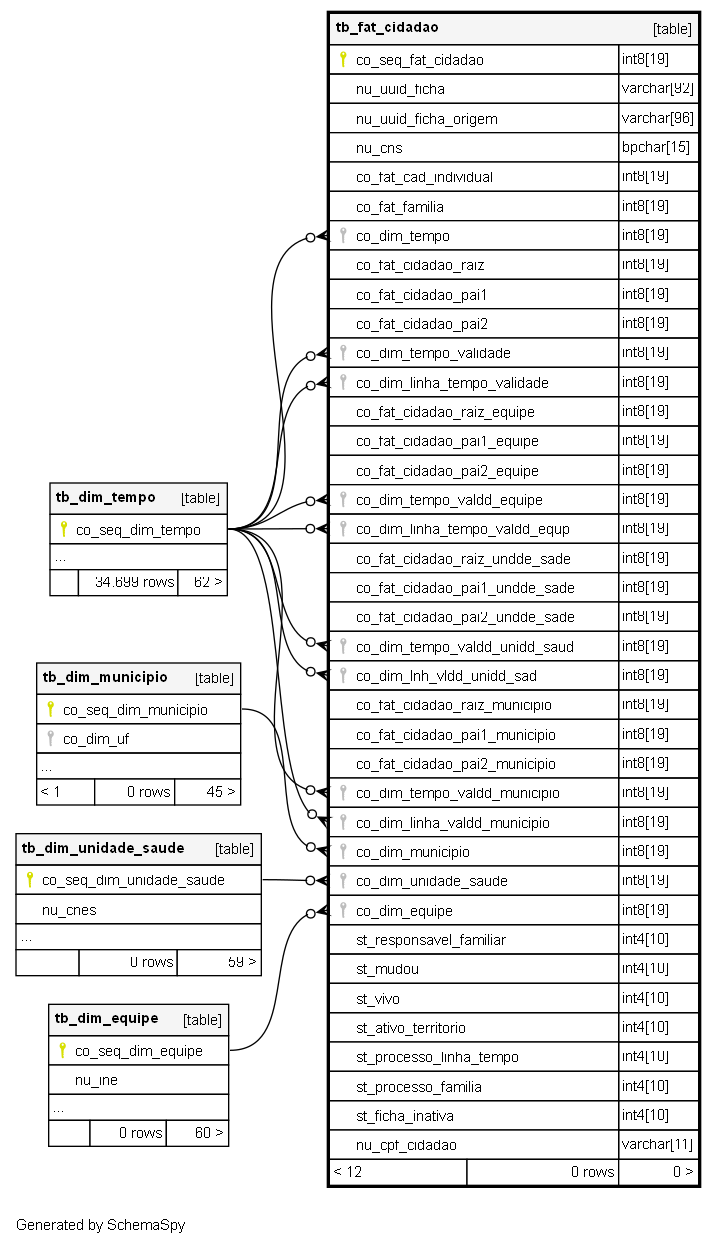 tb_fat_cidadao [table]
co_seq_fat_cidadao int8[19]
nu_uuid_ficha varchar[92]
nu_uuid_ficha_origem varchar[96]
nu_cns bpchar[15]
co_fat_cad_individual int8[19]
co_fat_familia int8[19]
co_dim_tempo int8[19]
co_fat_cidadao_raiz int8[19]
co_fat_cidadao_pai1 int8[19]
co_fat_cidadao_pai2 int8[19]
co_dim_tempo_validade int8[19]
co_dim_linha_tempo_validade int8[19]
co_fat_cidadao_raiz_equipe int8[19]
co_fat_cidadao_pai1_equipe int8[19]
co_fat_cidadao_pai2_equipe int8[19]
co_dim_tempo_valdd_equipe int8[19]
co_dim_linha_tempo_valdd_equip int8[19]
co_fat_cidadao_raiz_undde_sade int8[19]
co_fat_cidadao_pai1_undde_sade int8[19]
co_fat_cidadao_pai2_undde_sade int8[19]
co_dim_tempo_valdd_unidd_saud int8[19]
co_dim_lnh_vldd_unidd_sad int8[19]
co_fat_cidadao_raiz_municipio int8[19]
co_fat_cidadao_pai1_municipio int8[19]
co_fat_cidadao_pai2_municipio int8[19]
co_dim_tempo_valdd_municipio int8[19]
co_dim_linha_valdd_municipio int8[19]
co_dim_municipio int8[19]
co_dim_unidade_saude int8[19]
co_dim_equipe int8[19]
st_responsavel_familiar int4[10]
st_mudou int4[10]
st_vivo int4[10]
st_ativo_territorio int4[10]
st_processo_linha_tempo int4[10]
st_processo_familia int4[10]
st_ficha_inativa int4[10]
nu_cpf_cidadao varchar[11]
< 12 0 rows 0 >
tb_dim_tempo [table]
co_seq_dim_tempo
...
34.699 rows 62 >
tb_dim_municipio [table]
co_seq_dim_municipio
co_dim_uf
...
< 1 0 rows 45 >
tb_dim_unidade_saude [table]
co_seq_dim_unidade_saude
nu_cnes
...
0 rows 59 >
tb_dim_equipe [table]
co_seq_dim_equipe
nu_ine
...
0 rows 60 >
Generated by SchemaSpy